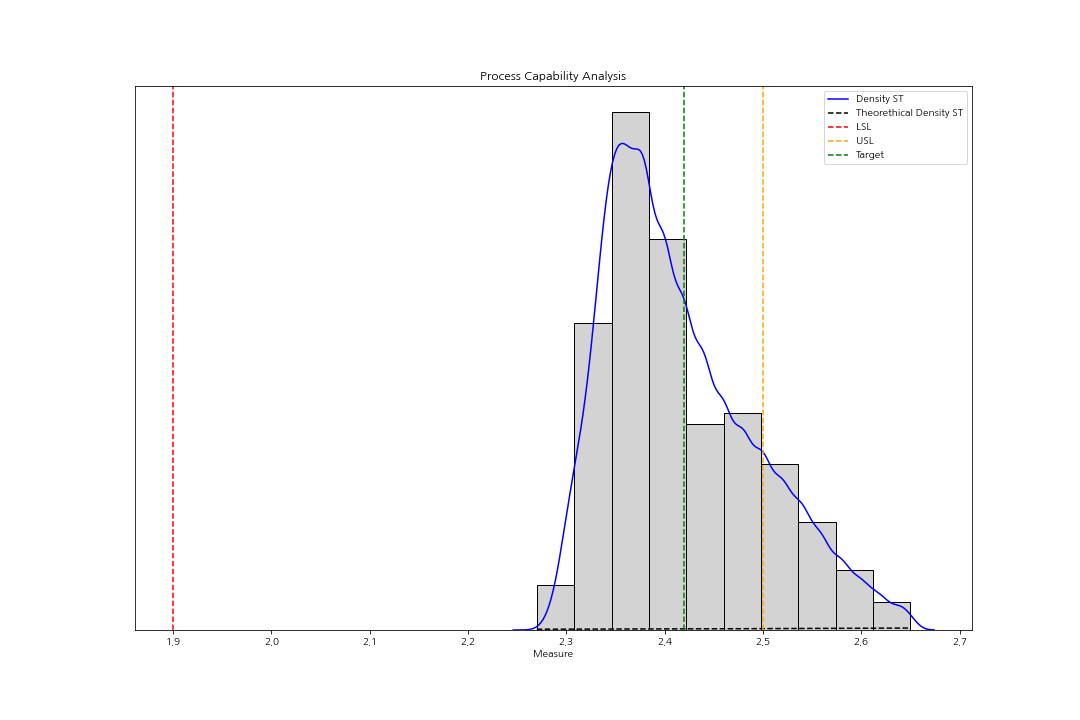 Process Capability Analysis
Density ST
Theorethical Density ST
LSL
USL
Target
1,9 2,0 2,1 2,2 2,3 2,4 2,5 2,6 2,7
Measure